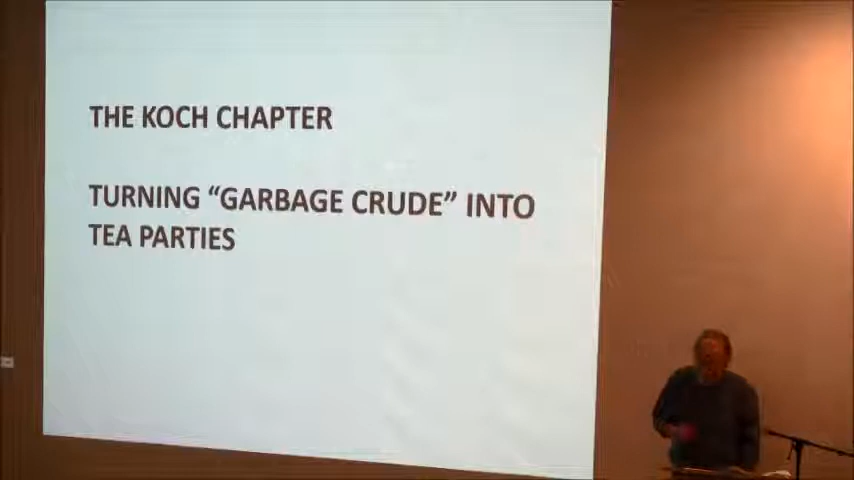 THE KOCH CHAPTER
TURNING “GARBAGE CRUDE” INTO
TEA PARTIES